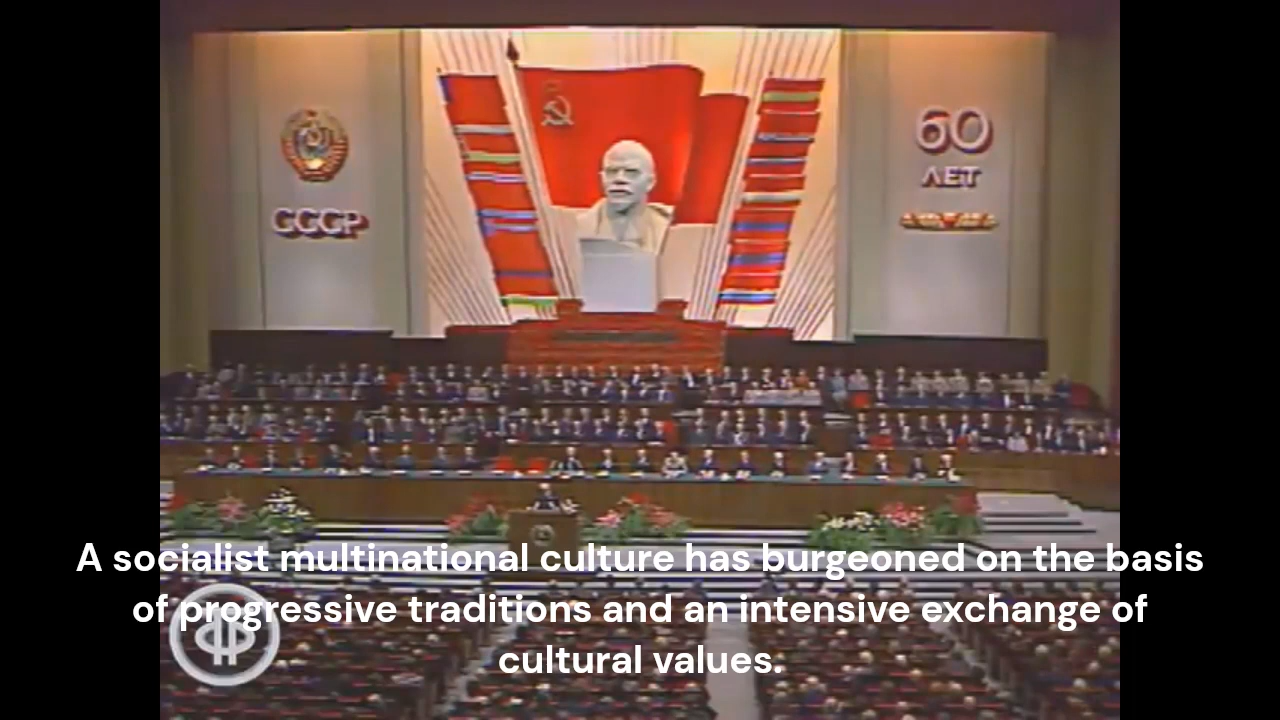 СССР
60
ЛЕТ
A socialist multinational culture has burgeoned on the basis
of progressive traditions and an intensive exchange of
cultural values.